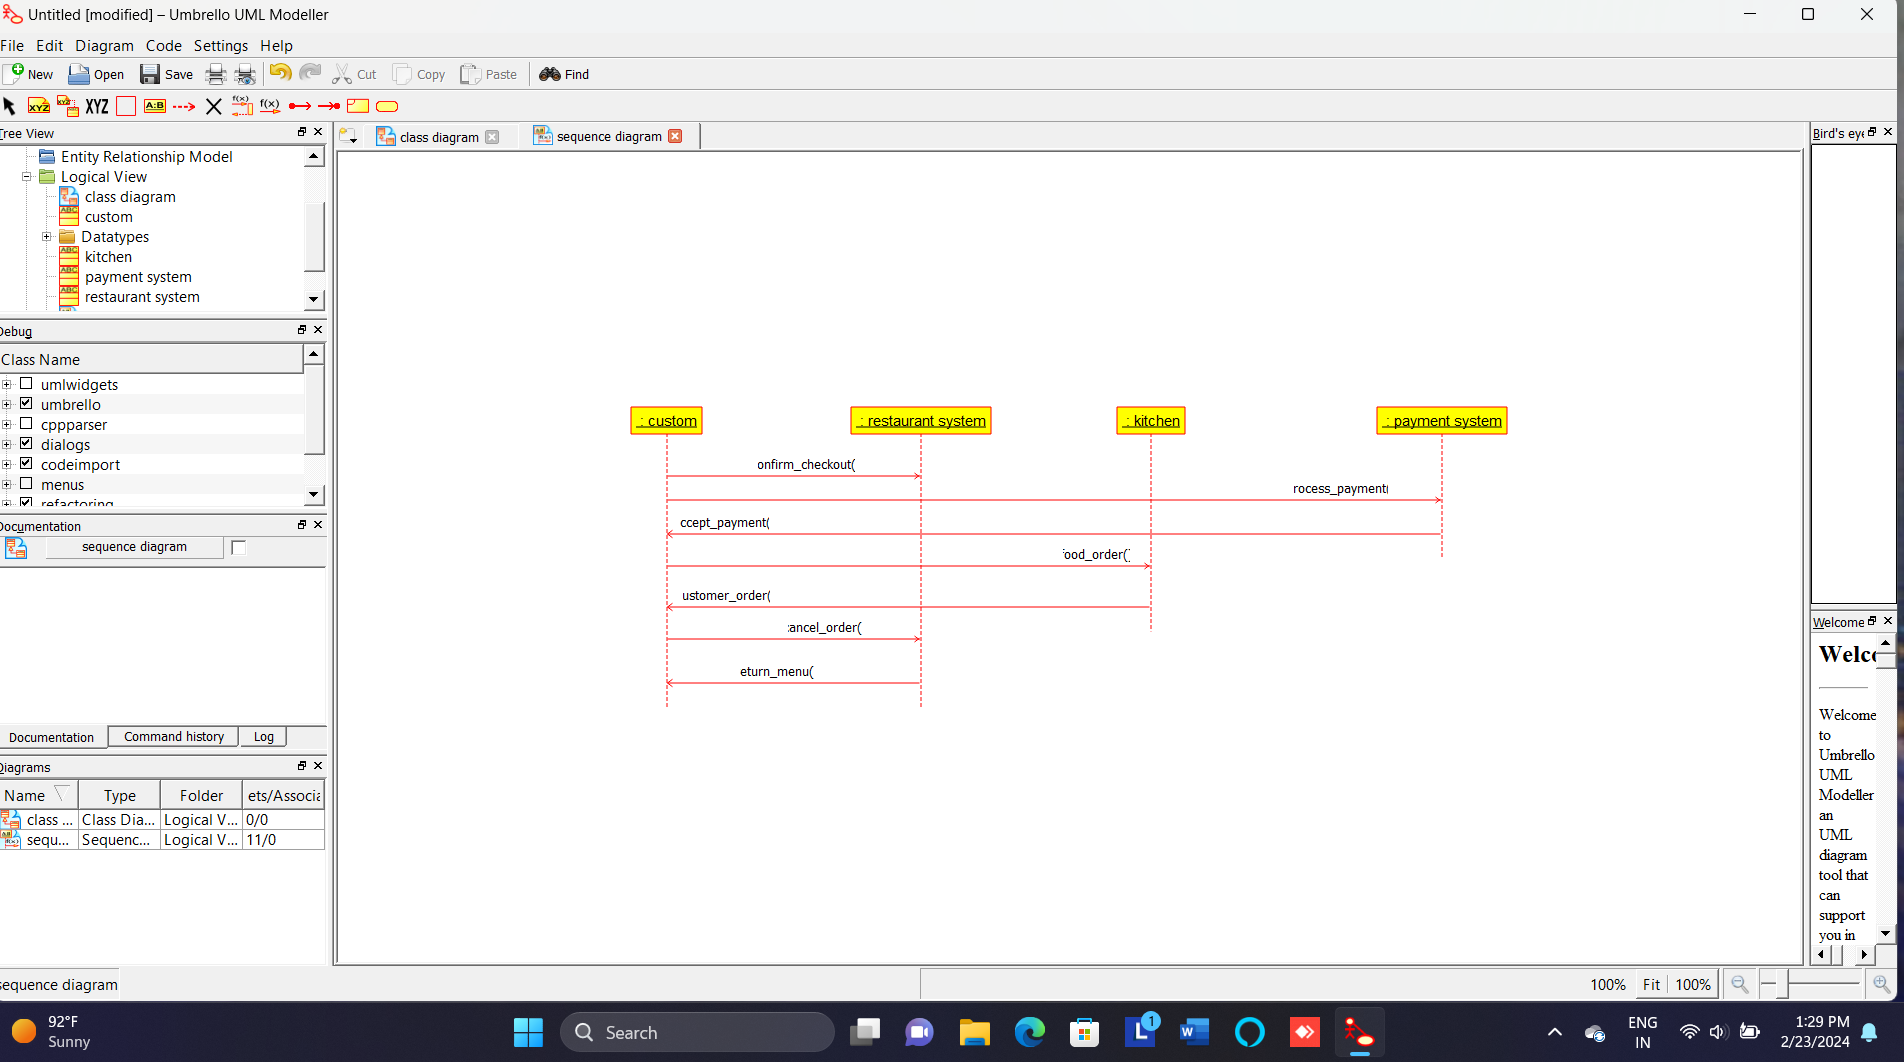 Untitled [modified] – Umbrello UML Modeller
File Edit Diagram Code Settings Help
New Open Save Cut Copy Paste Find
XYZ XYZ XYZ A:B f(x) f(x)
Tree View
class diagram sequence diagram
Bird's eye
Entity Relationship Model
Logical View
class diagram
custom
Datatypes
kitchen
payment system
restaurant system
Debug
Class Name
umlwidgets
umbrello
cppparser
dialogs
codeimport
menus
refactoring
Documentation
sequence diagram
Documentation Command history Log
Diagrams
Name Type Folder ets/Associa
class ... Class Dia... Logical V... 0/0
sequ... Sequenc... Logical V... 11/0
: custom : restaurant system : kitchen : payment system
onfirm_checkout(
rocess_payment(
ccept_payment(
ood_order()
ustomer_order(
cancel_order(
eturn_menu(
Welcome
Welco
Welcome
to
Umbrello
UML
Modeller
an
UML
diagram
tool that
can
support
you in
sequence diagram
100% Fit 100%
92°F
Sunny
Search
1
ENG
IN
1:29 PM
2/23/2024